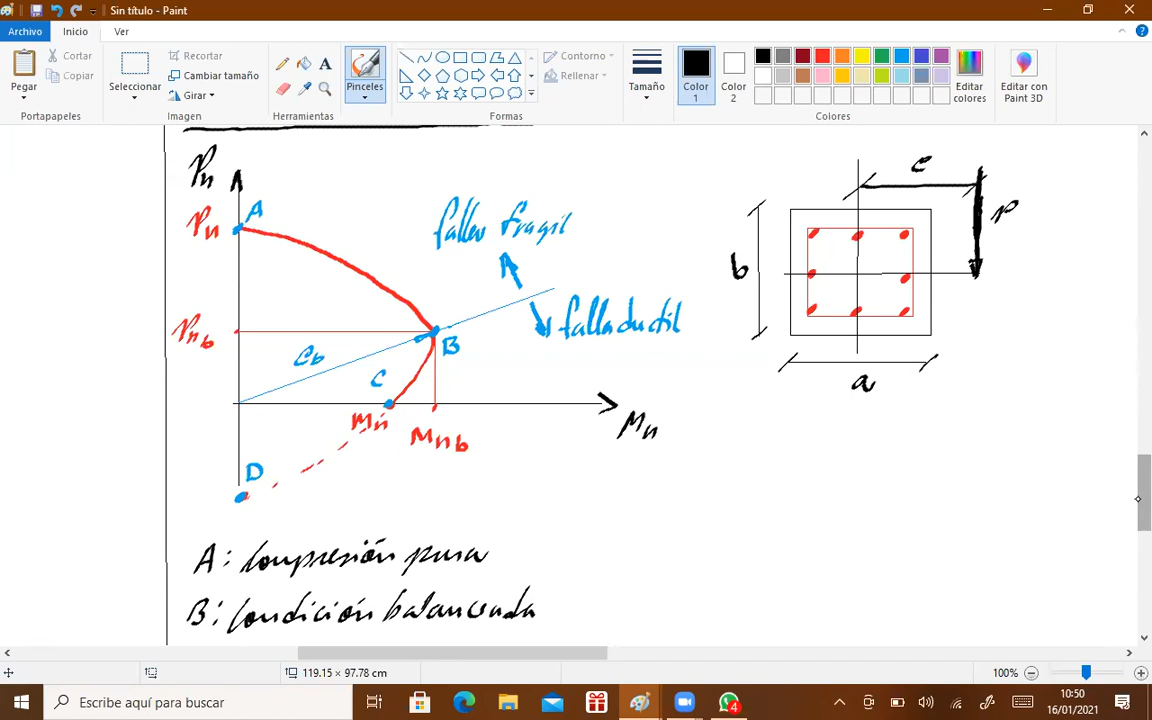 Sin título - Paint
Archivo
Inicio
Ver
Pegar
Cortar
Copiar
Portapapeles
Seleccionar
Recortar
Cambiar tamaño
Girar
Imagen
A
Herramientas
Pinceles
Contorno
Rellenar
Formas
Tamaño
Color 1
Color 2
Editar colores
Editar con Paint 3D
Colores
Pn
A
Pn
falla fragil
falla ductil
Pnb
B
eb
C
Mn
Mnb
Mn
D
A: Compresión pura
B: Condición balanceada
e
P
b
a
119.15 × 97.78 cm
100%
Escribe aquí para buscar
4
10:50
16/01/2021